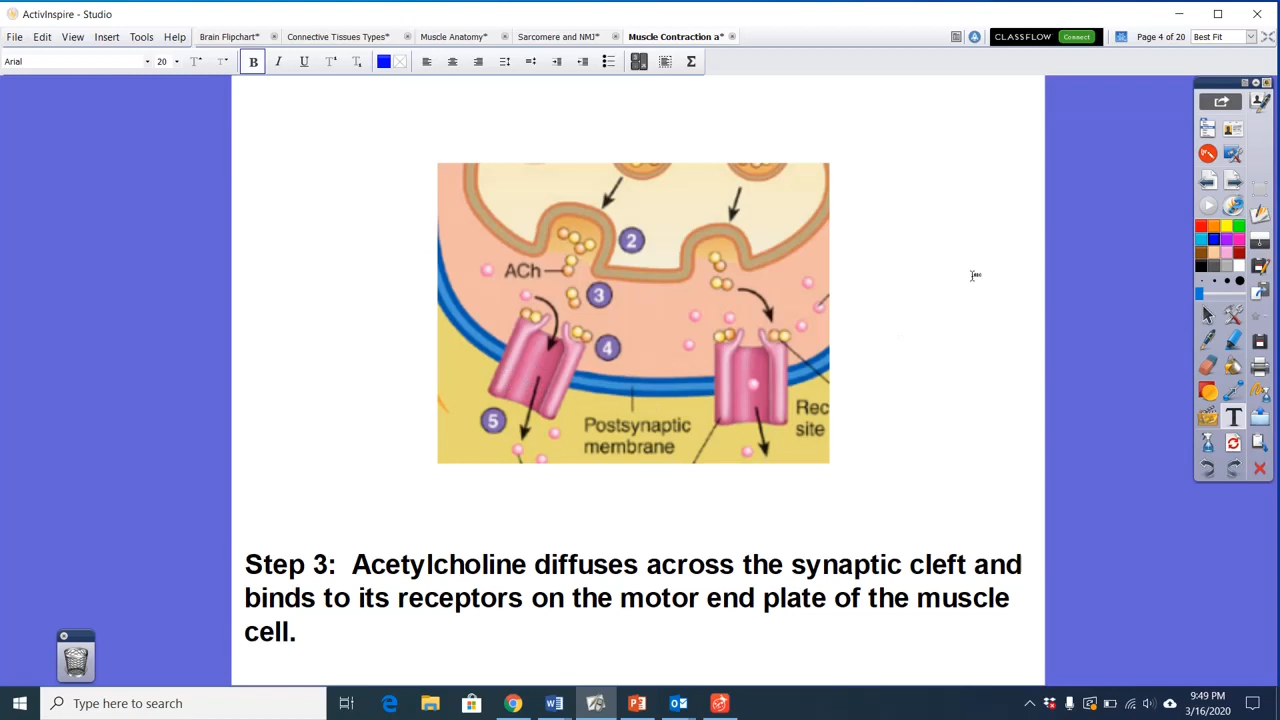 ActivInspire - Studio
File Edit View Insert Tools Help
Brain Flipchart* Connective Tissues Types* Muscle Anatomy* Sarcomere and NMJ* Muscle Contraction a*
CLASSFLOW Connect
Page 4 of 20 Best Fit
Arial 20 B I U T T Σ
2
ACh
3
4
5
Postsynaptic
membrane
Rec
site
Step 3: Acetylcholine diffuses across the synaptic cleft and
binds to its receptors on the motor end plate of the muscle
cell.
Type here to search
9:49 PM
3/16/2020